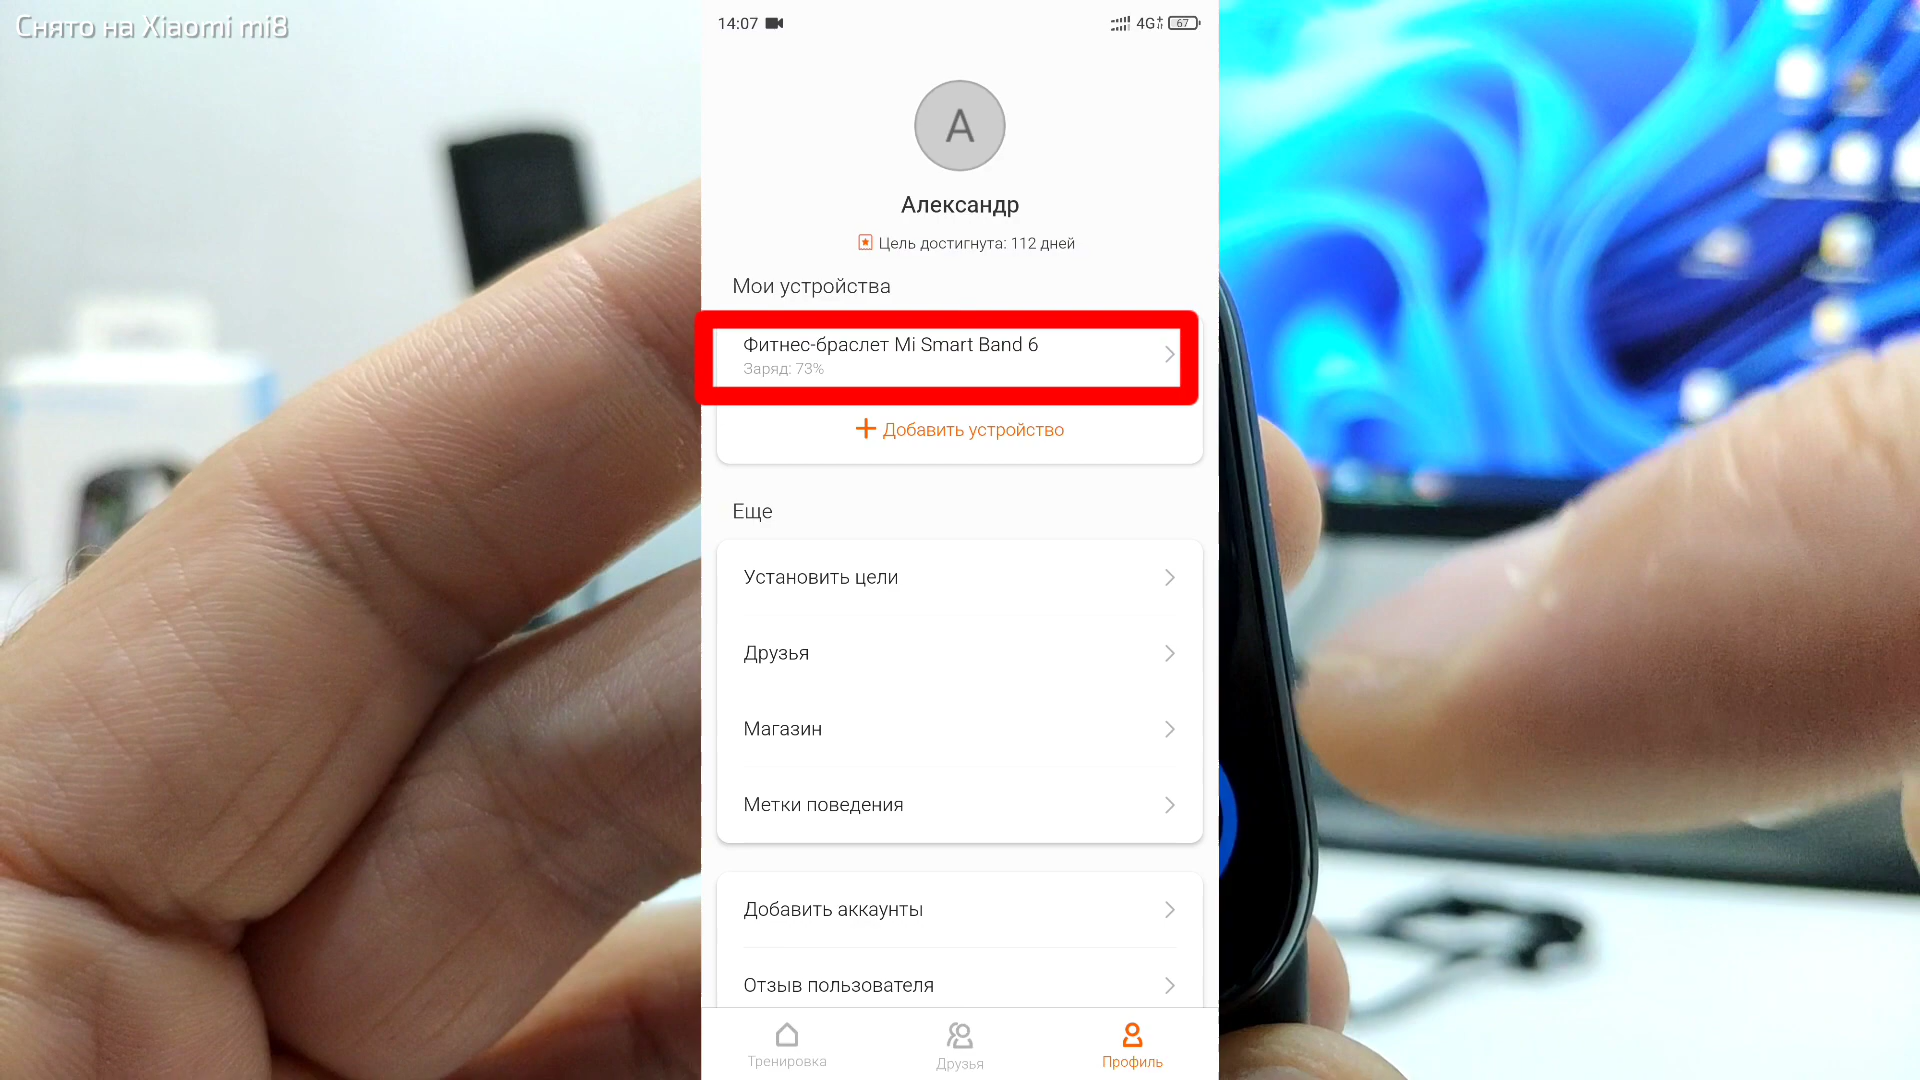 Снято на Xiaomi mi8
14:07
4G
67
A
Александр
Цель достигнута: 112 дней
Мои устройства
Фитнес-браслет Mi Smart Band 6
Заряд: 73%
+ Добавить устройство
Еще
Установить цели
Друзья
Магазин
Метки поведения
Добавить аккаунты
Отзыв пользователя
Тренировка
Друзья
Профиль